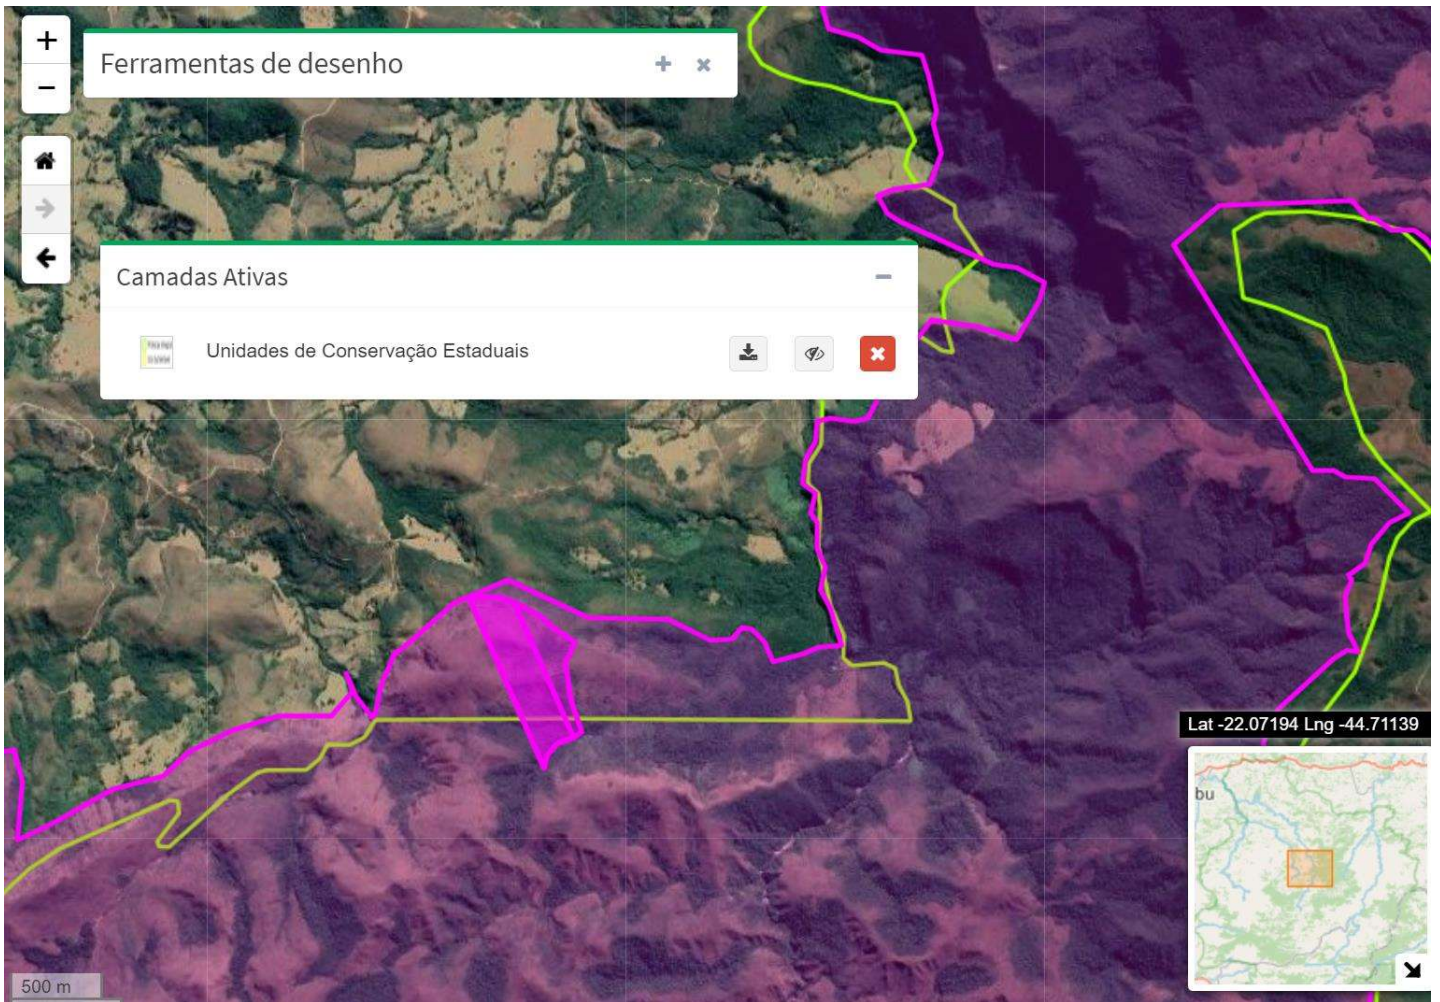 +
Ferramentas de desenho
−
Camadas Ativas
Unidades de Conservação Estaduais
Lat -22.07194 Lng -44.71139
bu
500 m